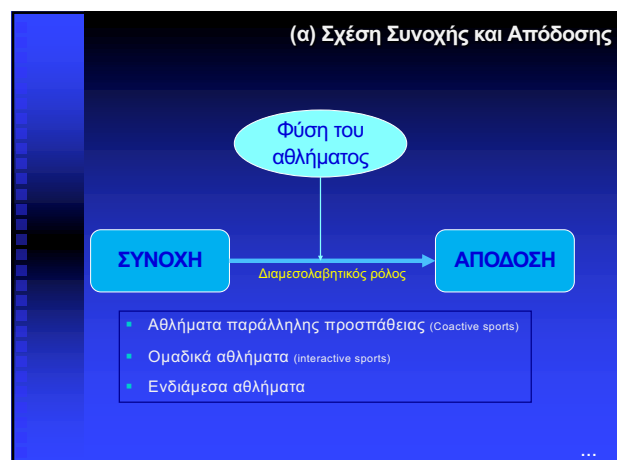 (α) Σχέση Συνοχής και Απόδοσης
Φύση του
αθλήματος
ΣΥΝΟΧΗ
ΑΠΟΔΟΣΗ
Διαμεσολαβητικός ρόλος
Αθλήματα παράλληλης προσπάθειας (Coactive sports)
Ομαδικά αθλήματα (interactive sports)
Ενδιάμεσα αθλήματα
...